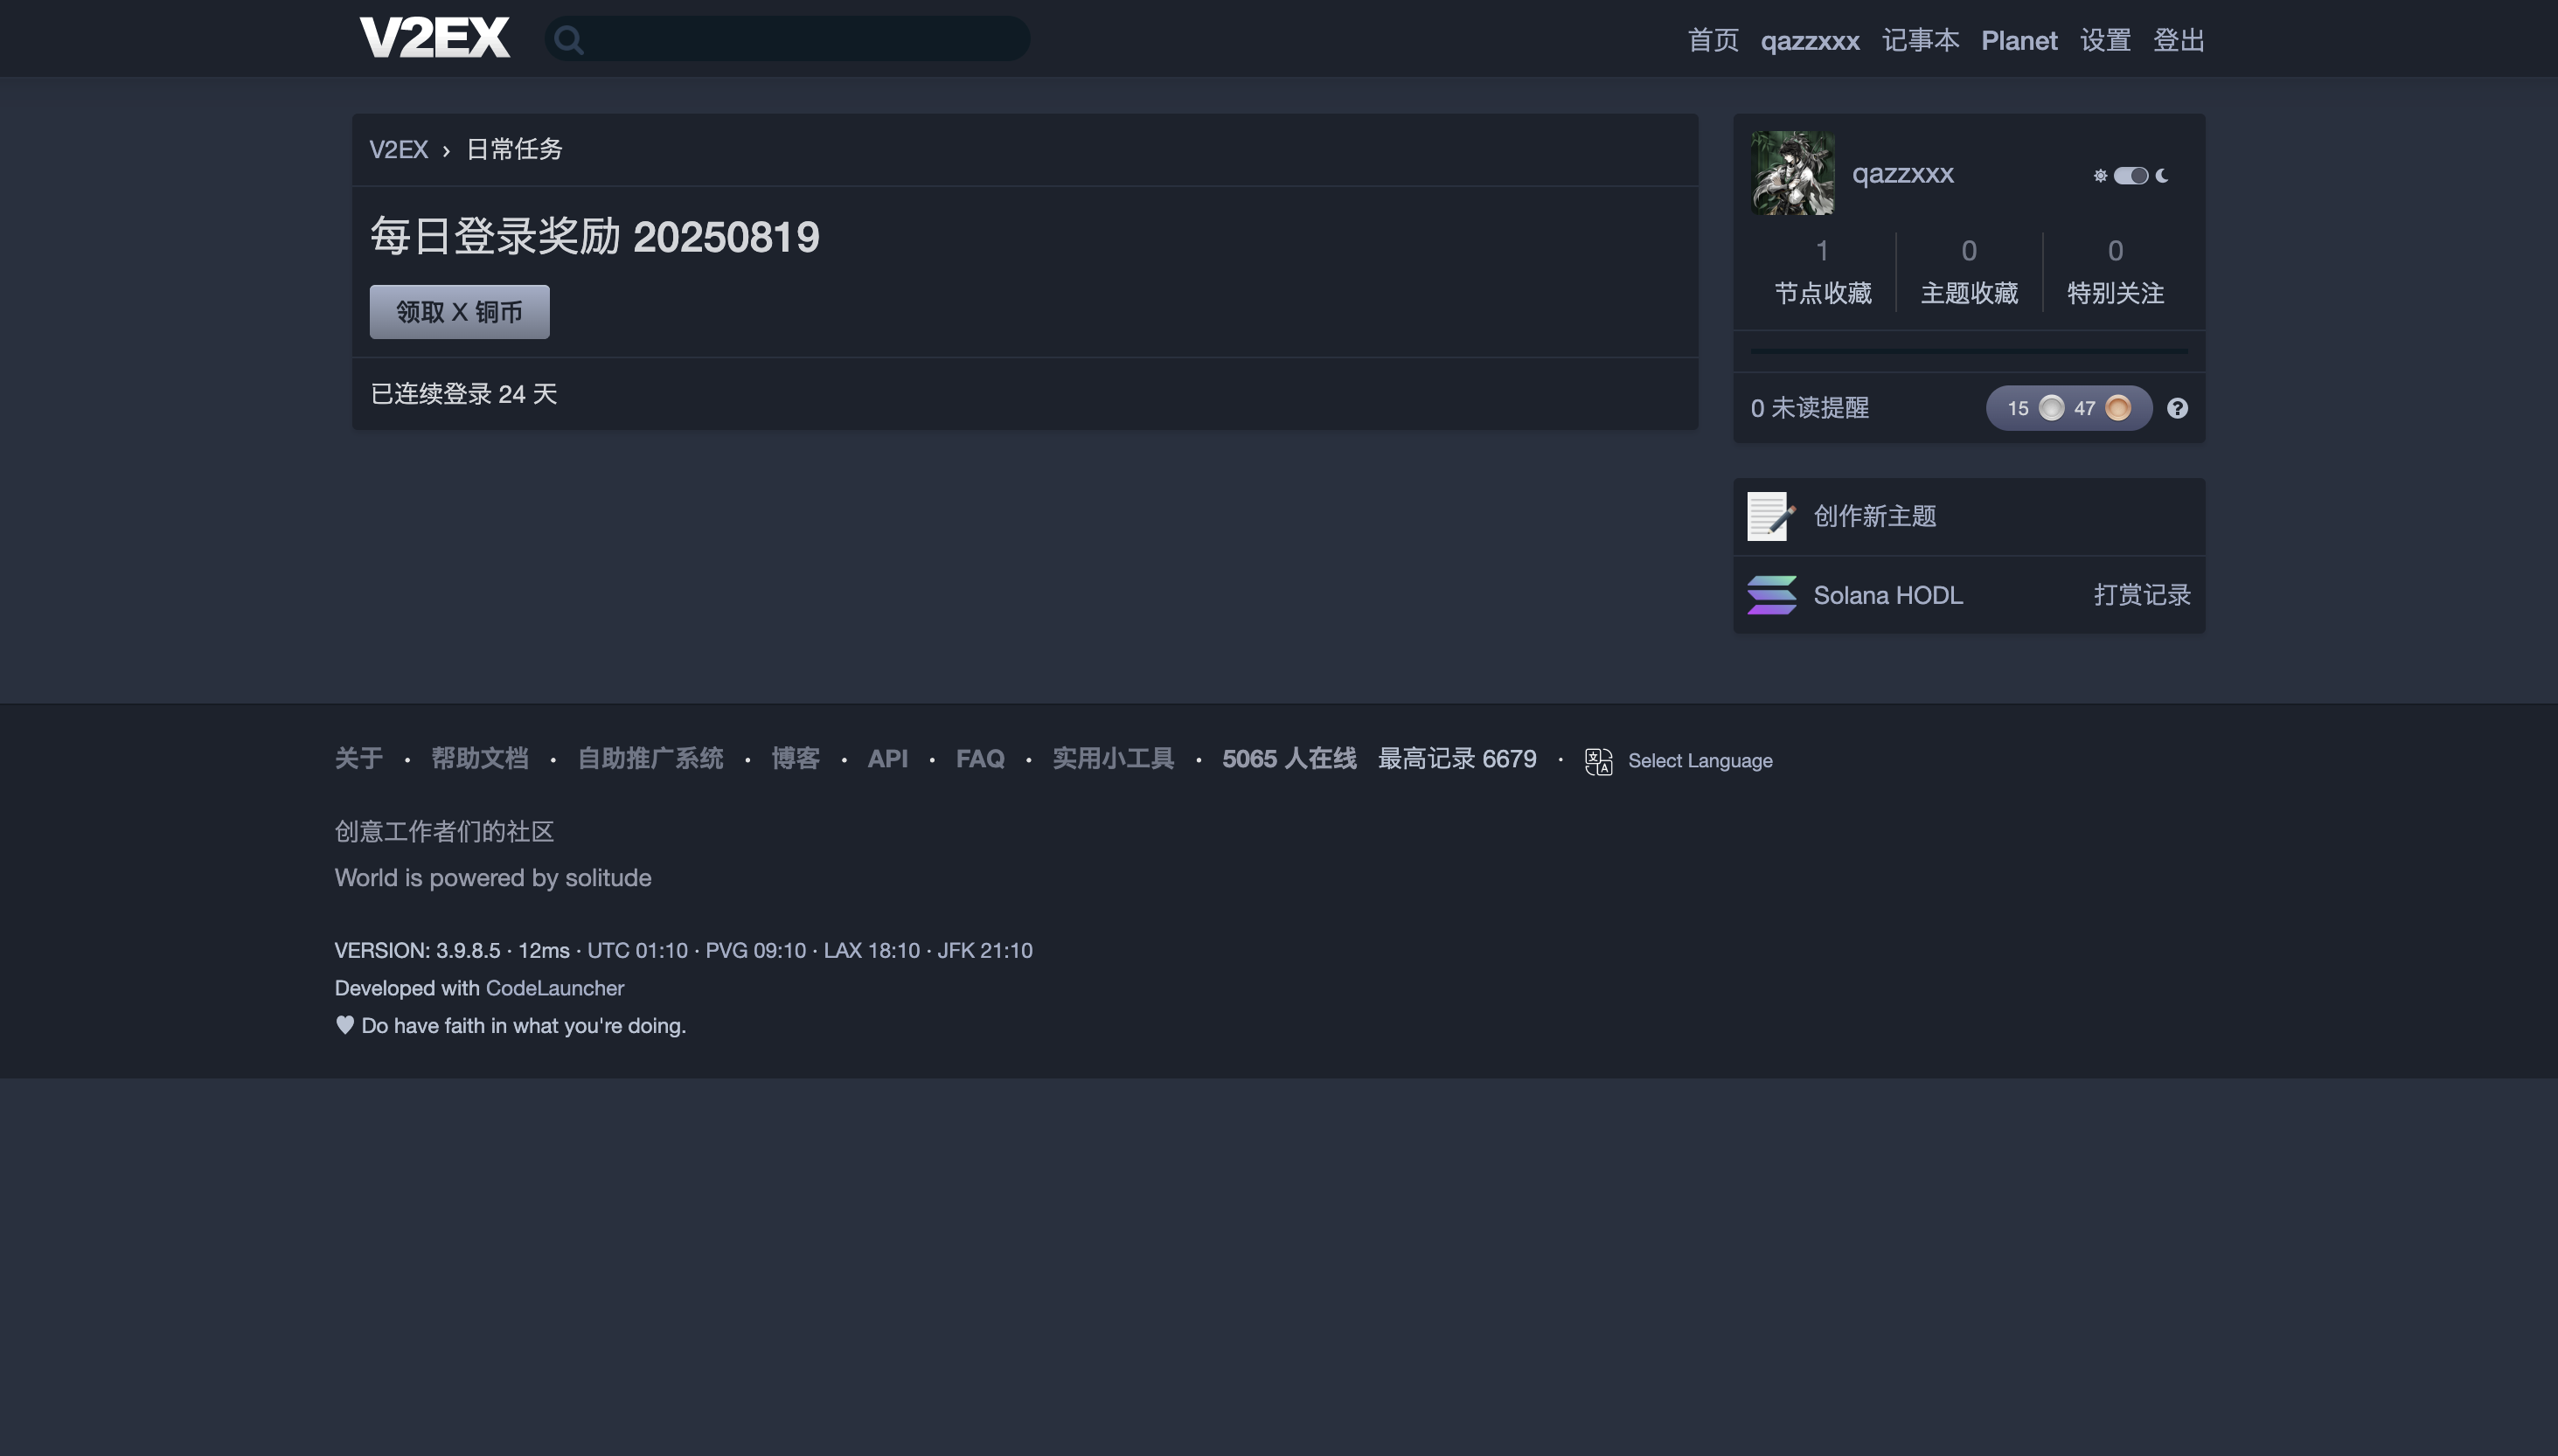 V2EX
首页 qazzxxx 记事本 Planet 设置 登出
V2EX › 日常任务
每日登录奖励 20250819
领取 X 铜币
已连续登录 24 天
qazzxxx
1 0 0
节点收藏 主题收藏 特别关注
0 未读提醒 15 47 ?
创作新主题
Solana HODL 打赏记录
关于 · 帮助文档 · 自助推广系统 · 博客 · API · FAQ · 实用小工具 · 5065 人在线 最高记录 6679 · 文A Select Language
创意工作者们的社区
World is powered by solitude
VERSION: 3.9.8.5 · 12ms · UTC 01:10 · PVG 09:10 · LAX 18:10 · JFK 21:10
Developed with CodeLauncher
♥ Do have faith in what you're doing.